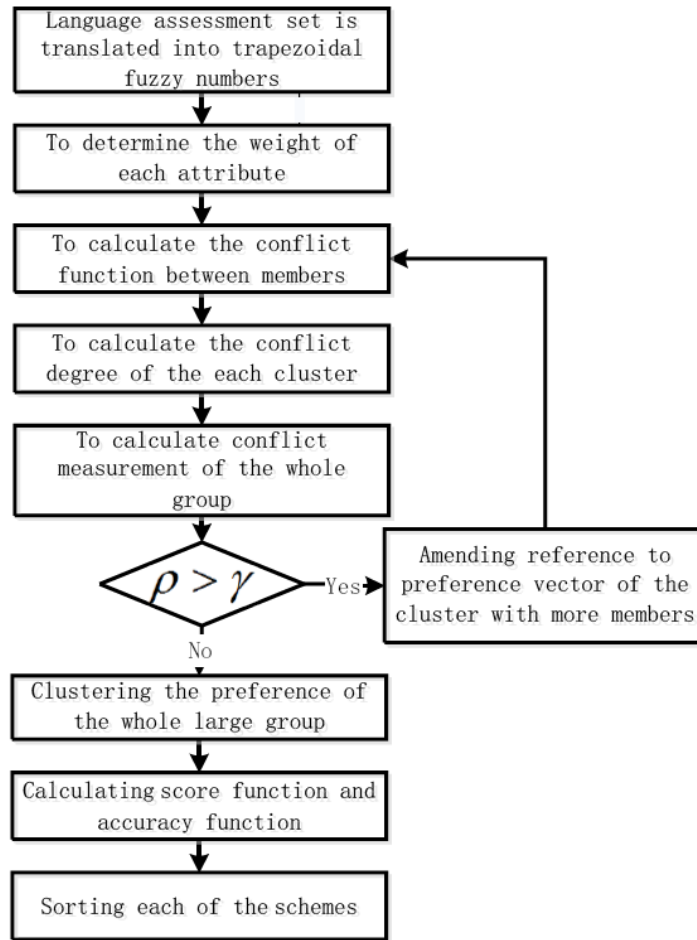 Language assessment set is
translated into trapezoidal
fuzzy numbers
To determine the weight of
each attribute
To calculate the conflict
function between members
To calculate the conflict
degree of the each cluster
To calculate conflict
measurement of the whole
group
ρ > γ
Yes
Amending reference to
preference vector of the
cluster with more members
No
Clustering the preference of
the whole large group
Calculating score function and
accuracy function
Sorting each of the schemes